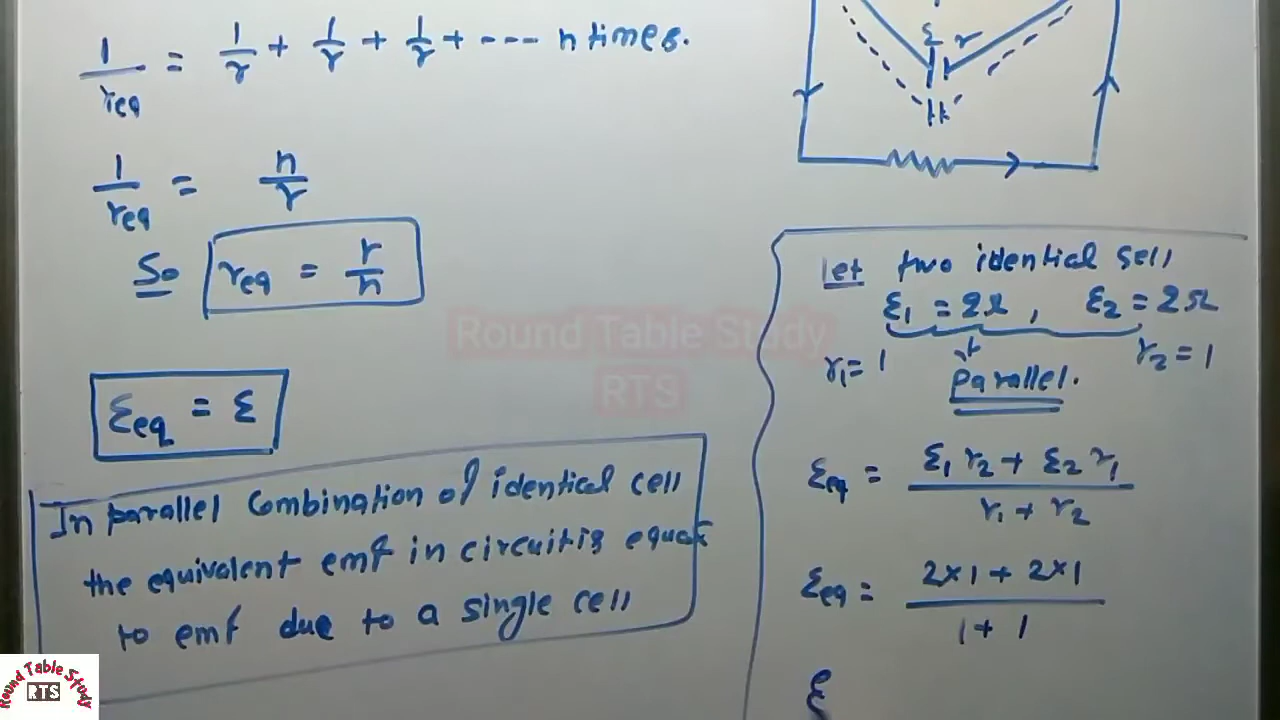 1/req = 1/r + 1/r + 1/r + --- n times.
1/req = n/r
So req = r/n
εeq = ε
In parallel Combination of identical cell
the equivalent emf in circuit is equal
to emf due to a single cell
ε r
Let two idential Sell
ε1 = 2Ω, ε2 = 2Ω
r1 = 1 r2 = 1
Parallel.
εeq = ε1 r2 + ε2 r1 / r1 + r2
εeq = 2×1 + 2×1 / 1 + 1
ε
Round Table Study
RTS
Round Table Study
RTS